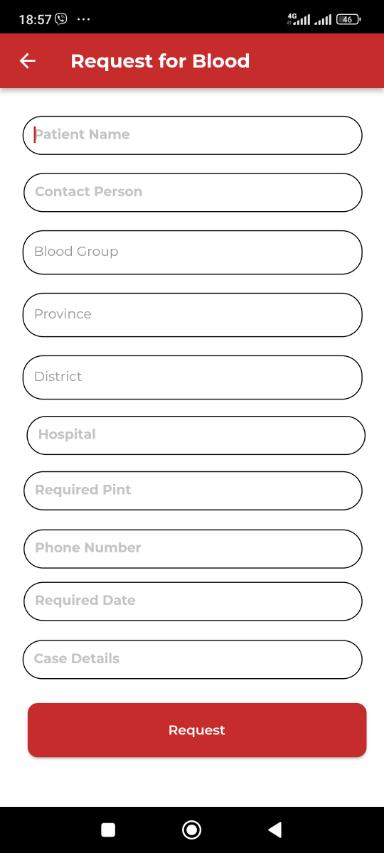 18:57
4G
46
Request for Blood
Patient Name
Contact Person
Blood Group
Province
District
Hospital
Required Pint
Phone Number
Required Date
Case Details
Request